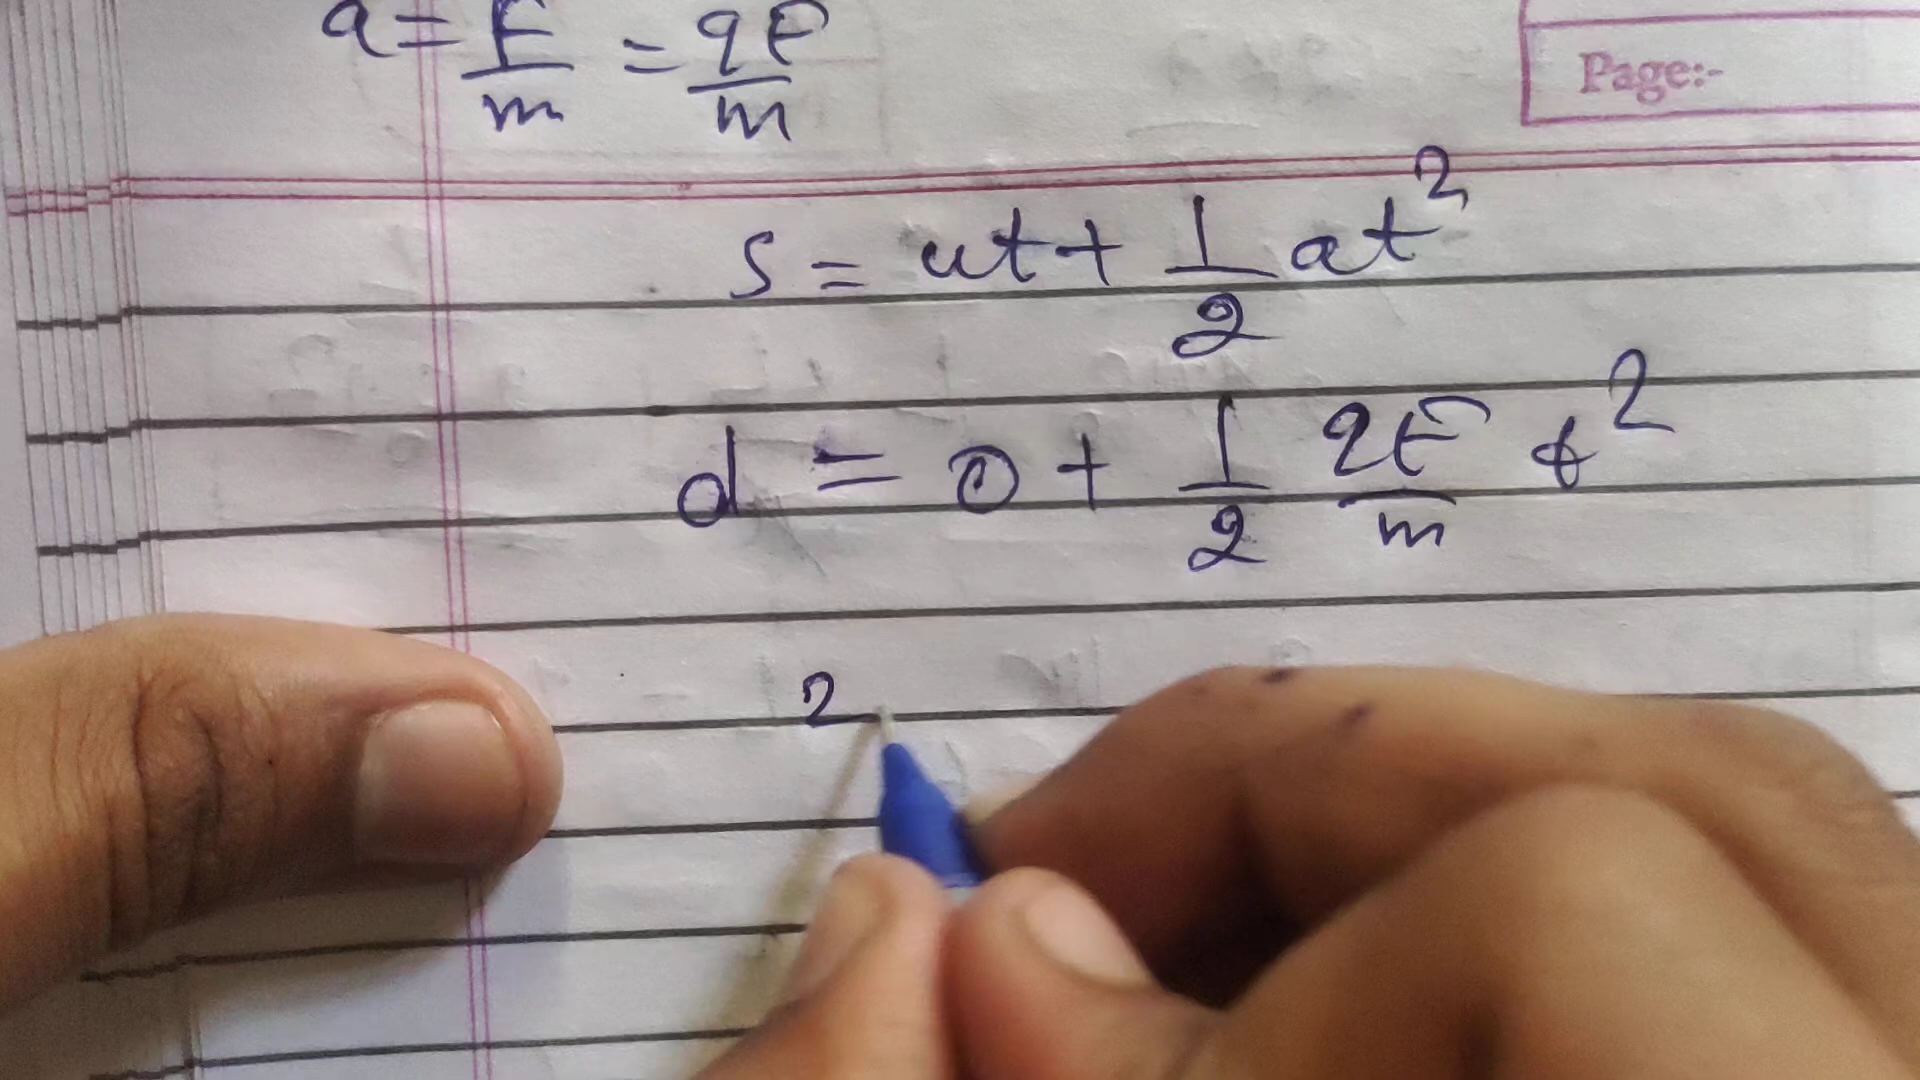 a = F/m = qE/m
Page:-
s = ut + 1/2 at²
d = 0 + 1/2 qE/m t²
2